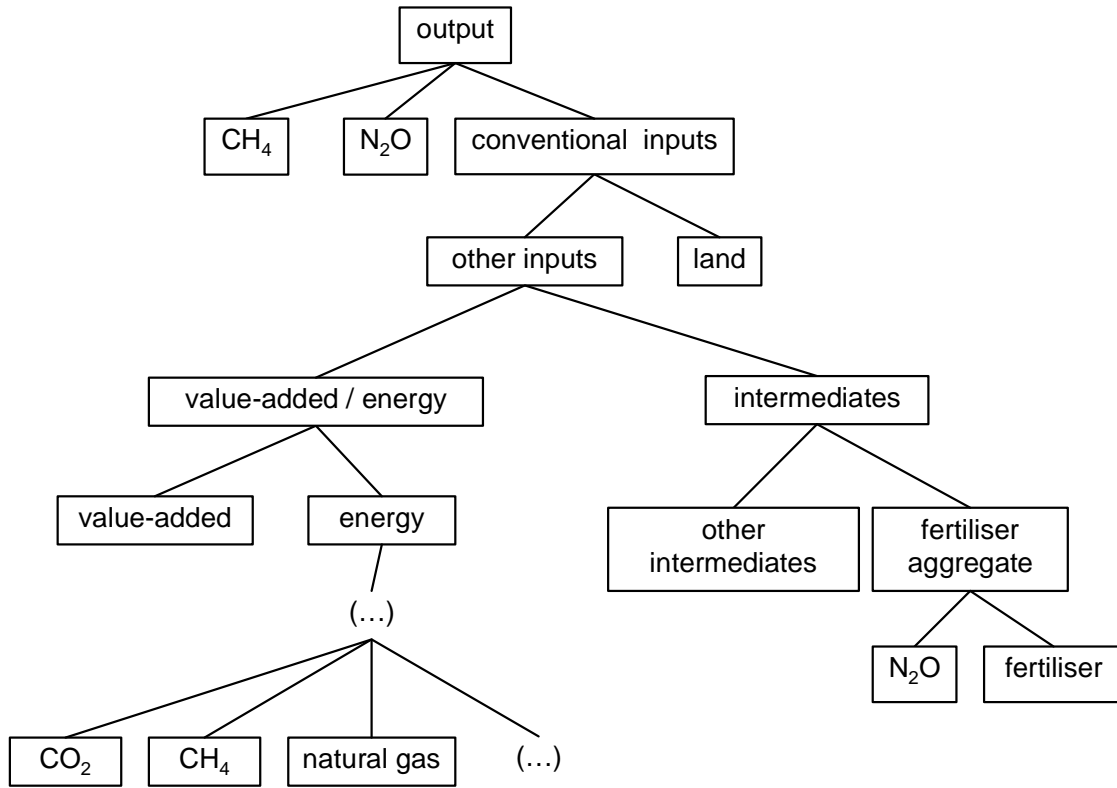 output
CH₄
N₂O
conventional inputs
other inputs
land
value-added / energy
intermediates
value-added
energy
other
intermediates
fertiliser
aggregate
(…)
N₂O
fertiliser
CO₂
CH₄
natural gas
(…)